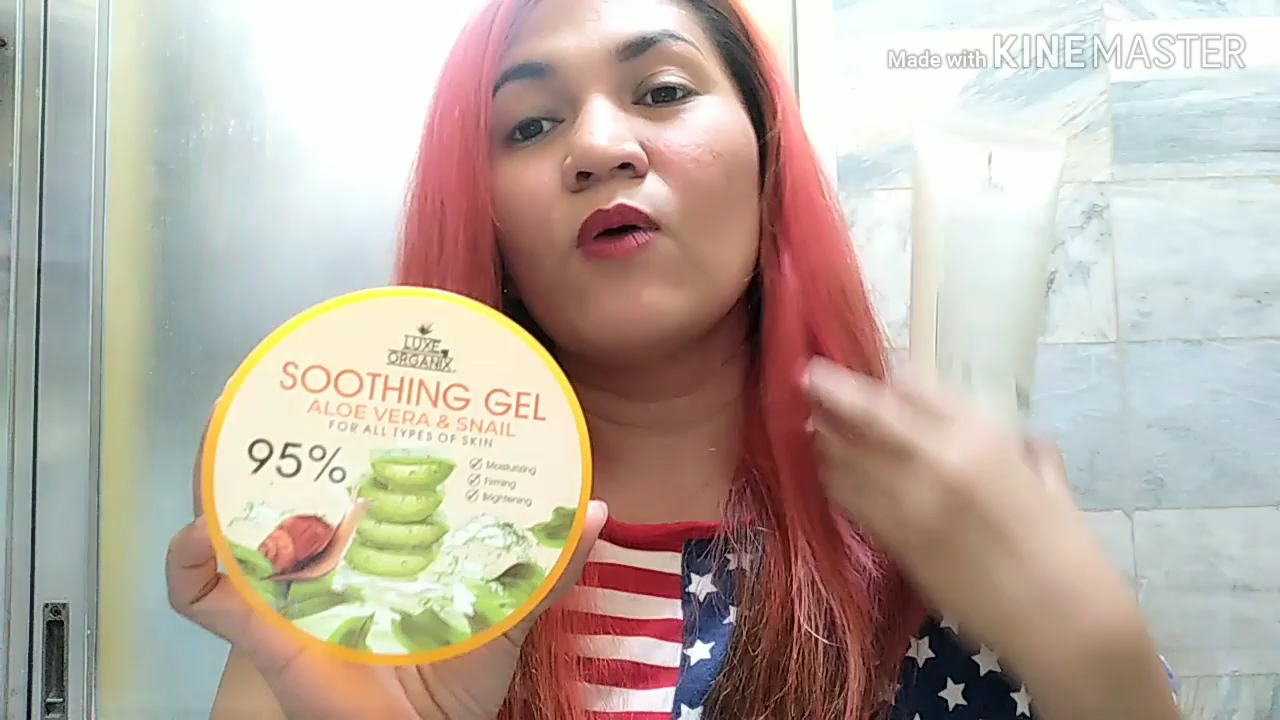 Made with KINEMASTER
LUXE
ORGANIX
SOOTHING GEL
ALOE VERA & SNAIL
FOR ALL TYPES OF SKIN
95%
Moisturizing
Firming
Brightening